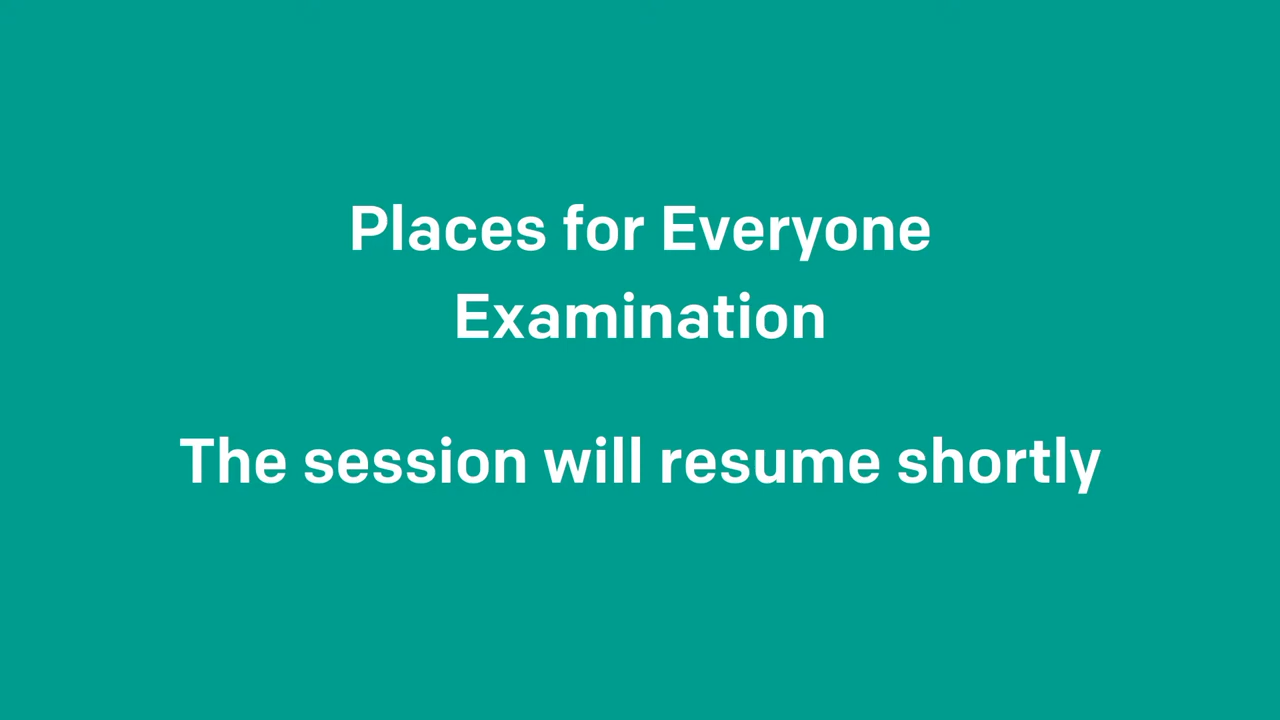 Places for Everyone
Examination
The session will resume shortly